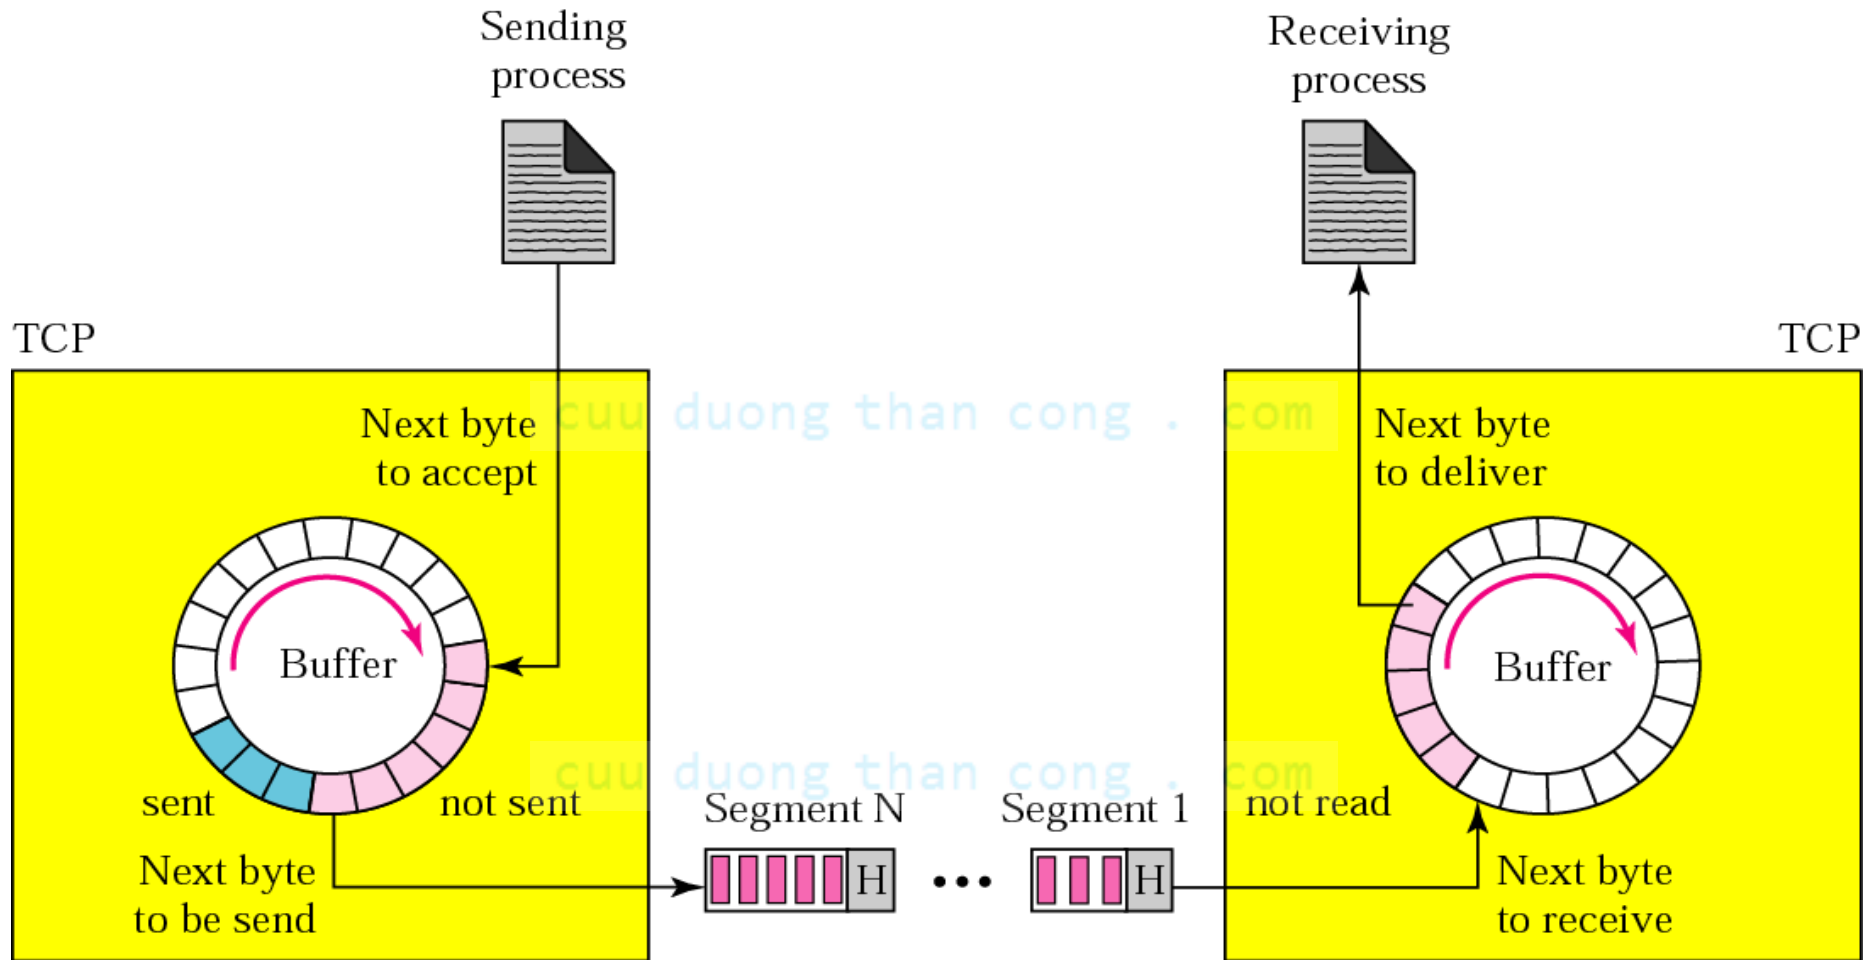 Sending
process
Receiving
process
TCP
TCP
cuu duong than cong . com
Next byte
to accept
Next byte
to deliver
Buffer
Buffer
cuu duong than cong . com
sent
not sent
Segment N
Segment 1
not read
Next byte
to be send
H
•••
H
Next byte
to receive